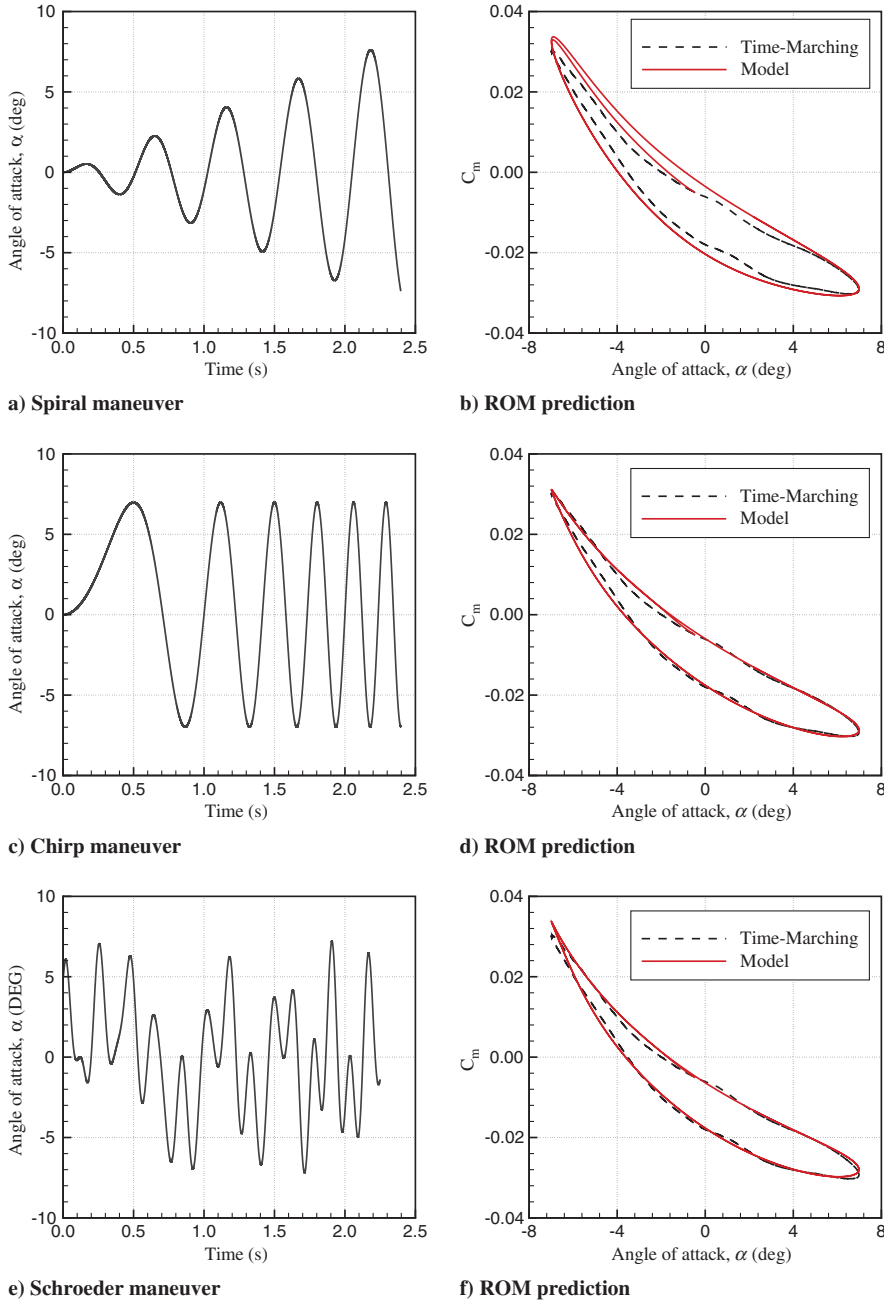 10
5
0
-5
-10
Angle of attack, α (deg)
0.0 0.5 1.0 1.5 2.0 2.5
Time (s)
a) Spiral maneuver
0.04
0.02
0.00
-0.02
-0.04
Cm
Time-Marching
Model
-8 -4 0 4 8
Angle of attack, α (deg)
b) ROM prediction
10
5
0
-5
-10
Angle of attack, α (deg)
0.0 0.5 1.0 1.5 2.0 2.5
Time (s)
c) Chirp maneuver
0.04
0.02
0.00
-0.02
-0.04
Cm
Time-Marching
Model
-8 -4 0 4 8
Angle of attack, α (deg)
d) ROM prediction
10
5
0
-5
-10
Angle of attack, α (DEG)
0.0 0.5 1.0 1.5 2.0 2.5
Time (s)
e) Schroeder maneuver
0.04
0.02
0.00
-0.02
-0.04
Cm
Time-Marching
Model
-8 -4 0 4 8
Angle of attack, α (deg)
f) ROM prediction